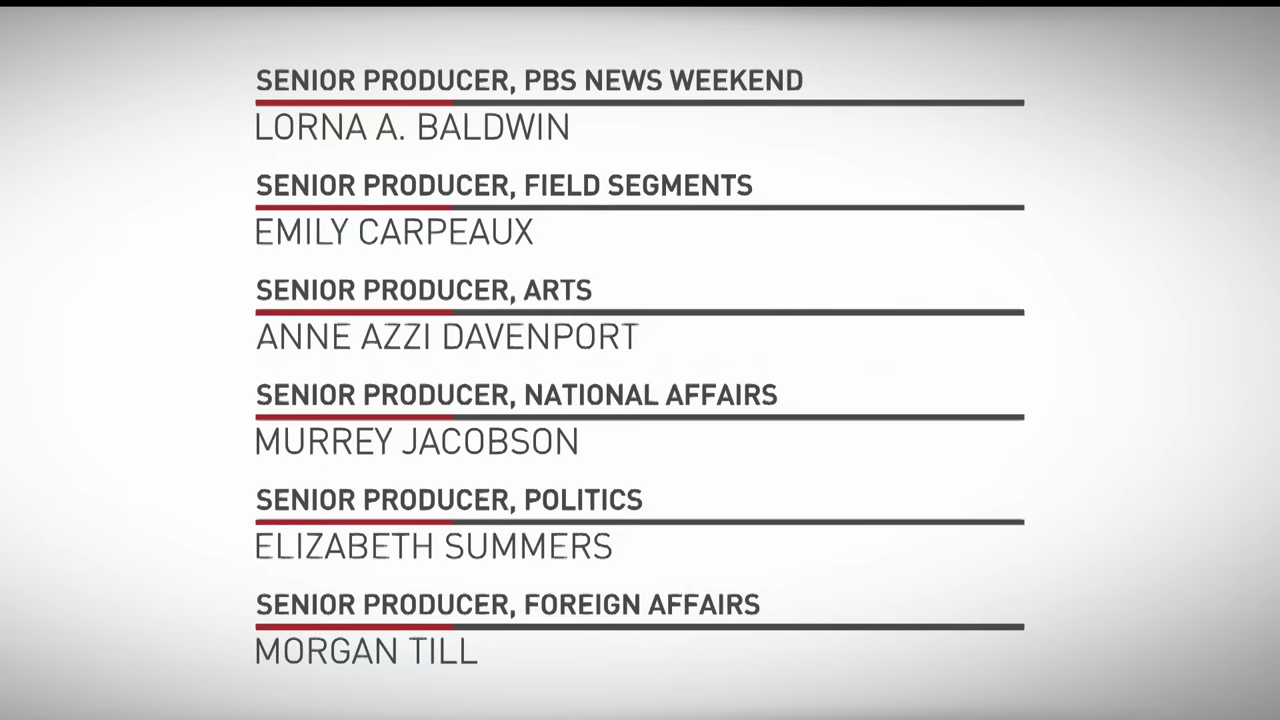 SENIOR PRODUCER, PBS NEWS WEEKEND
LORNA A. BALDWIN
SENIOR PRODUCER, FIELD SEGMENTS
EMILY CARPEAUX
SENIOR PRODUCER, ARTS
ANNE AZZI DAVENPORT
SENIOR PRODUCER, NATIONAL AFFAIRS
MURREY JACOBSON
SENIOR PRODUCER, POLITICS
ELIZABETH SUMMERS
SENIOR PRODUCER, FOREIGN AFFAIRS
MORGAN TILL